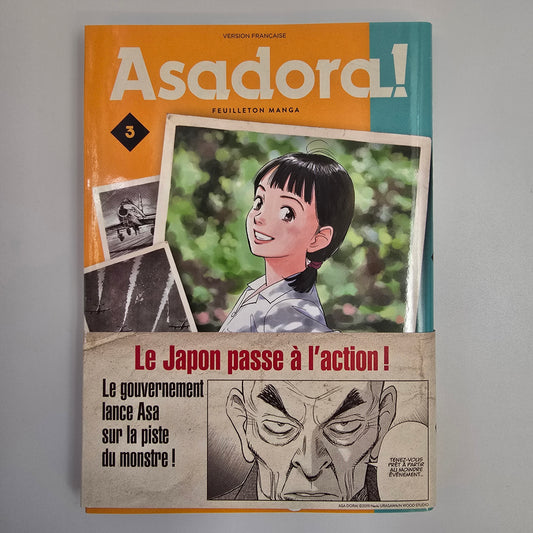 VERSION FRANÇAISE
Asadora!
FEUILLETON MANGA
3
Le Japon passe à l'action !
Le gouvernement
lance Asa
sur la piste
du monstre !
TENEZ-VOUS
PRÊT À PARTIR
AU MOINDRE
ÉVÉNEMENT...
ASA DORA! ©2019 Naoki URASAWA/N WOOD STUDIO